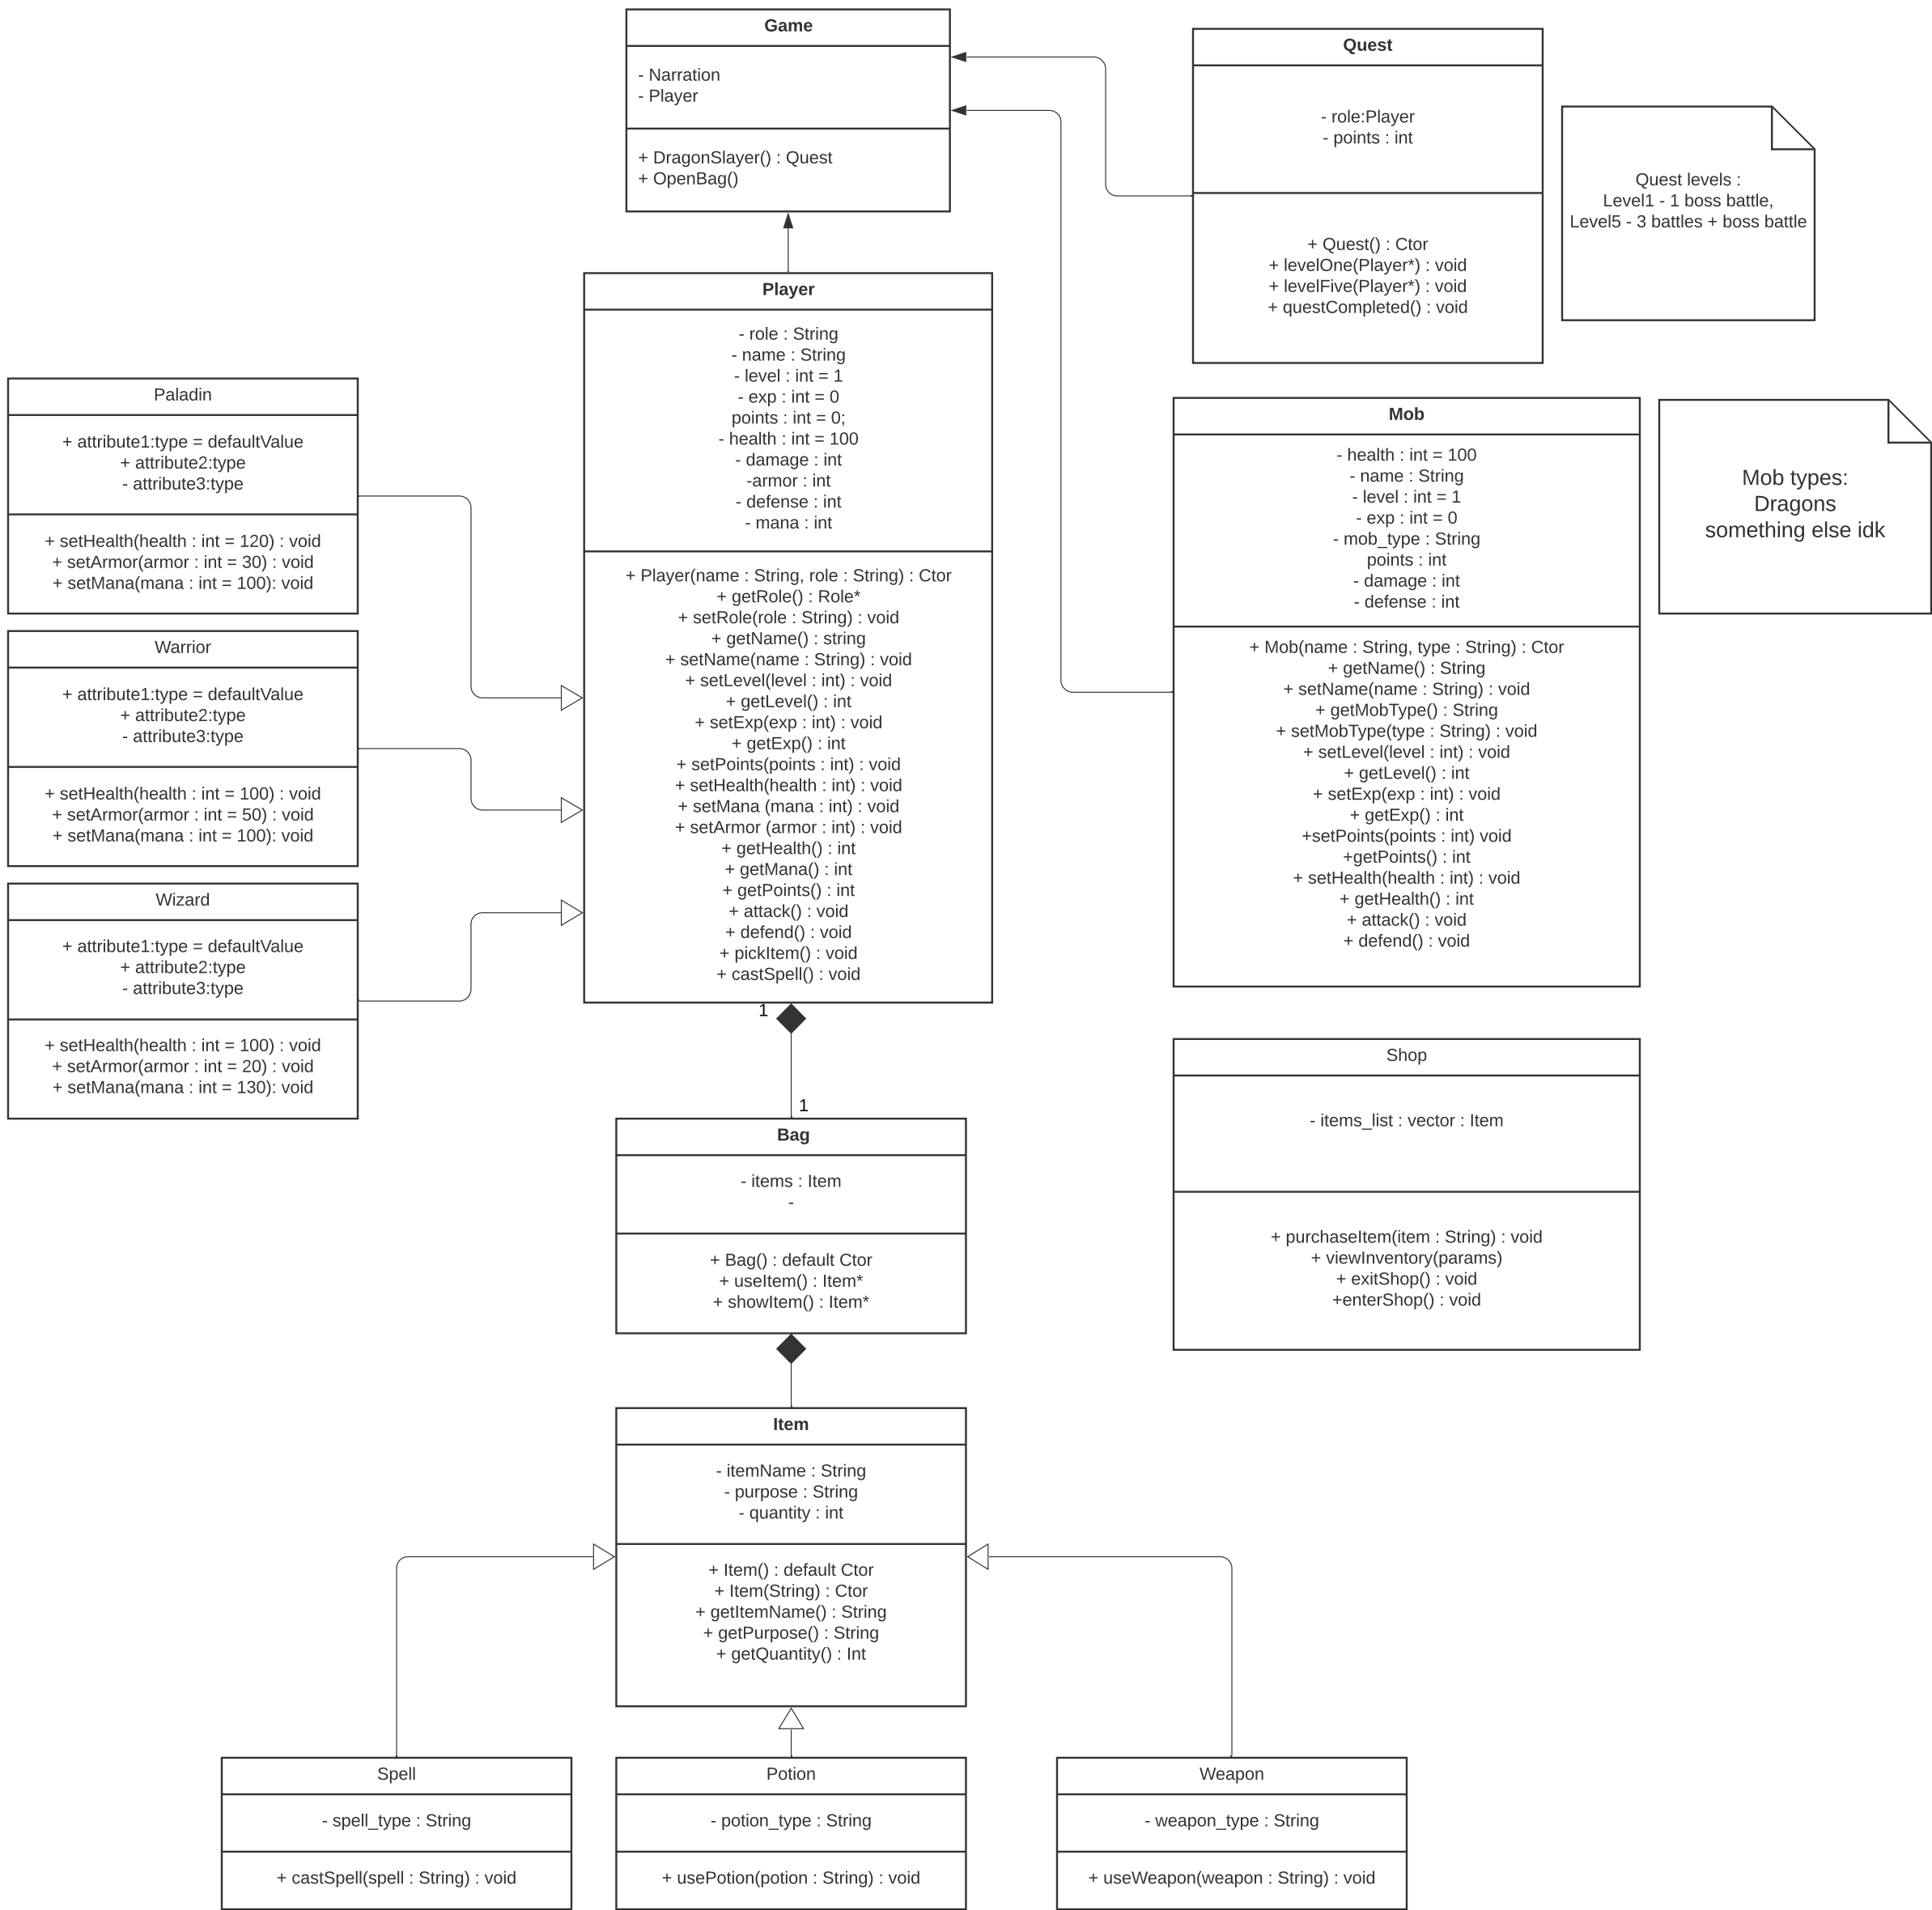 Game
- Narration
- Player
+ DragonSlayer() : Quest
+ OpenBag()
Quest
- role:Player
- points : int
+ Quest() : Ctor
+ levelOne(Player*) : void
+ levelFive(Player*) : void
+ questCompleted() : void
Quest levels :
Level1 - 1 boss battle,
Level5 - 3 battles + boss battle
Player
- role : String
- name : String
- level : int = 1
- exp : int = 0
points : int = 0;
- health : int = 100
- damage : int
-armor : int
- defense : int
- mana : int
+ Player(name : String, role : String) : Ctor
+ getRole() : Role*
+ setRole(role : String) : void
+ getName() : string
+ setName(name : String) : void
+ setLevel(level : int) : void
+ getLevel() : int
+ setExp(exp : int) : void
+ getExp() : int
+ setPoints(points : int) : void
+ setHealth(health : int) : void
+ setMana (mana : int) : void
+ setArmor (armor : int) : void
+ getHealth() : int
+ getMana() : int
+ getPoints() : int
+ attack() : void
+ defend() : void
+ pickItem() : void
+ castSpell() : void
Paladin
+ attribute1:type = defaultValue
+ attribute2:type
- attribute3:type
+ setHealth(health : int = 120) : void
+ setArmor(armor : int = 30) : void
+ setMana(mana : int = 100): void
Warrior
+ attribute1:type = defaultValue
+ attribute2:type
- attribute3:type
+ setHealth(health : int = 100) : void
+ setArmor(armor : int = 50) : void
+ setMana(mana : int = 100): void
Wizard
+ attribute1:type = defaultValue
+ attribute2:type
- attribute3:type
+ setHealth(health : int = 100) : void
+ setArmor(armor : int = 20) : void
+ setMana(mana : int = 130): void
Mob
- health : int = 100
- name : String
- level : int = 1
- exp : int = 0
- mob_type : String
points : int
- damage : int
- defense : int
+ Mob(name : String, type : String) : Ctor
+ getName() : String
+ setName(name : String) : void
+ getMobType() : String
+ setMobType(type : String) : void
+ setLevel(level : int) : void
+ getLevel() : int
+ setExp(exp : int) : void
+ getExp() : int
+setPoints(points : int) void
+getPoints() : int
+ setHealth(health : int) : void
+ getHealth() : int
+ attack() : void
+ defend() : void
Mob types:
Dragons
something else idk
1
1
Bag
- items : Item
-
+ Bag() : default Ctor
+ useItem() : Item*
+ showItem() : Item*
Shop
- items_list : vector : Item
+ purchaseItem(item : String) : void
+ viewInventory(params)
+ exitShop() : void
+enterShop() : void
Item
- itemName : String
- purpose : String
- quantity : int
+ Item() : default Ctor
+ Item(String) : Ctor
+ getItemName() : String
+ getPurpose() : String
+ getQuantity() : Int
Spell
- spell_type : String
+ castSpell(spell : String) : void
Potion
- potion_type : String
+ usePotion(potion : String) : void
Weapon
- weapon_type : String
+ useWeapon(weapon : String) : void